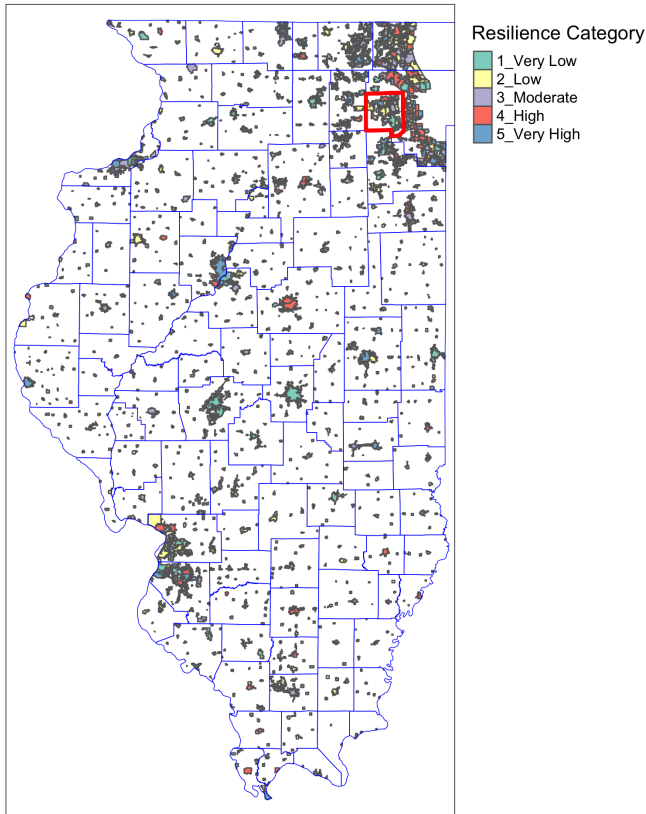 Resilience Category
1_Very Low
2_Low
3_Moderate
4_High
5_Very High